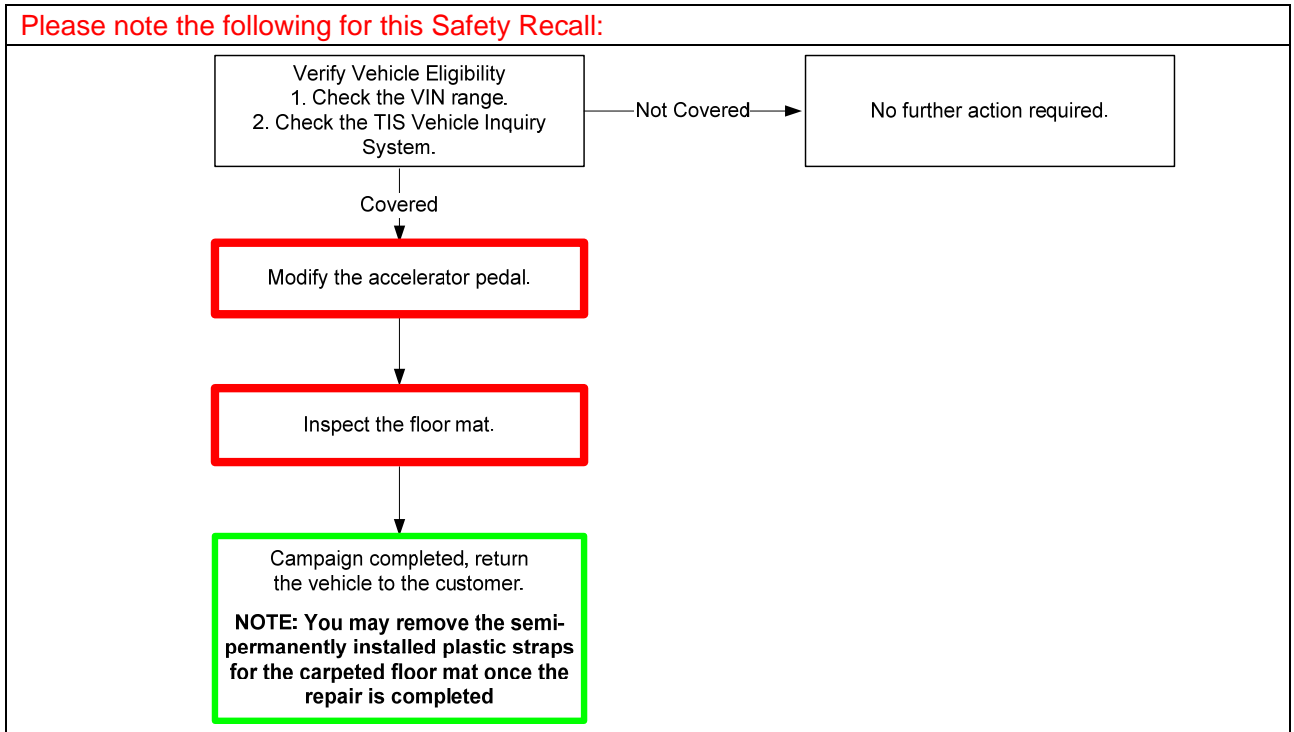 Please note the following for this Safety Recall:
Verify Vehicle Eligibility
1. Check the VIN range.
2. Check the TIS Vehicle Inquiry
System.
Not Covered
No further action required.
Covered
Modify the accelerator pedal.
Inspect the floor mat.
Campaign completed, return
the vehicle to the customer.
NOTE: You may remove the semi-
permanently installed plastic straps
for the carpeted floor mat once the
repair is completed